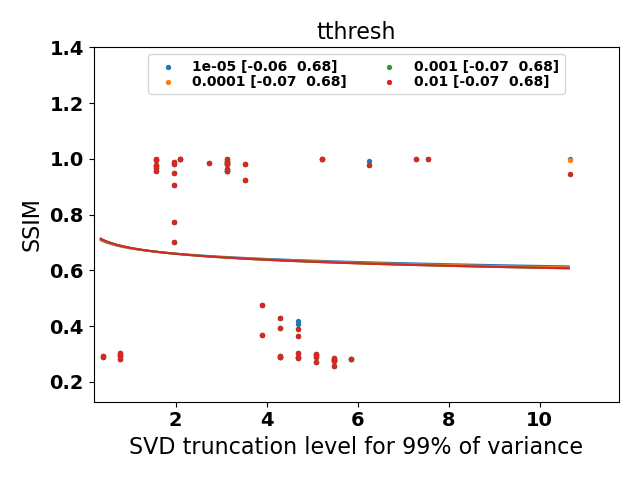 tthresh
1e-05 [-0.06  0.68]
0.0001 [-0.07  0.68]
0.001 [-0.07  0.68]
0.01 [-0.07  0.68]
1.4
1.2
1.0
0.8
0.6
0.4
0.2
SSIM
2 4 6 8 10
SVD truncation level for 99% of variance